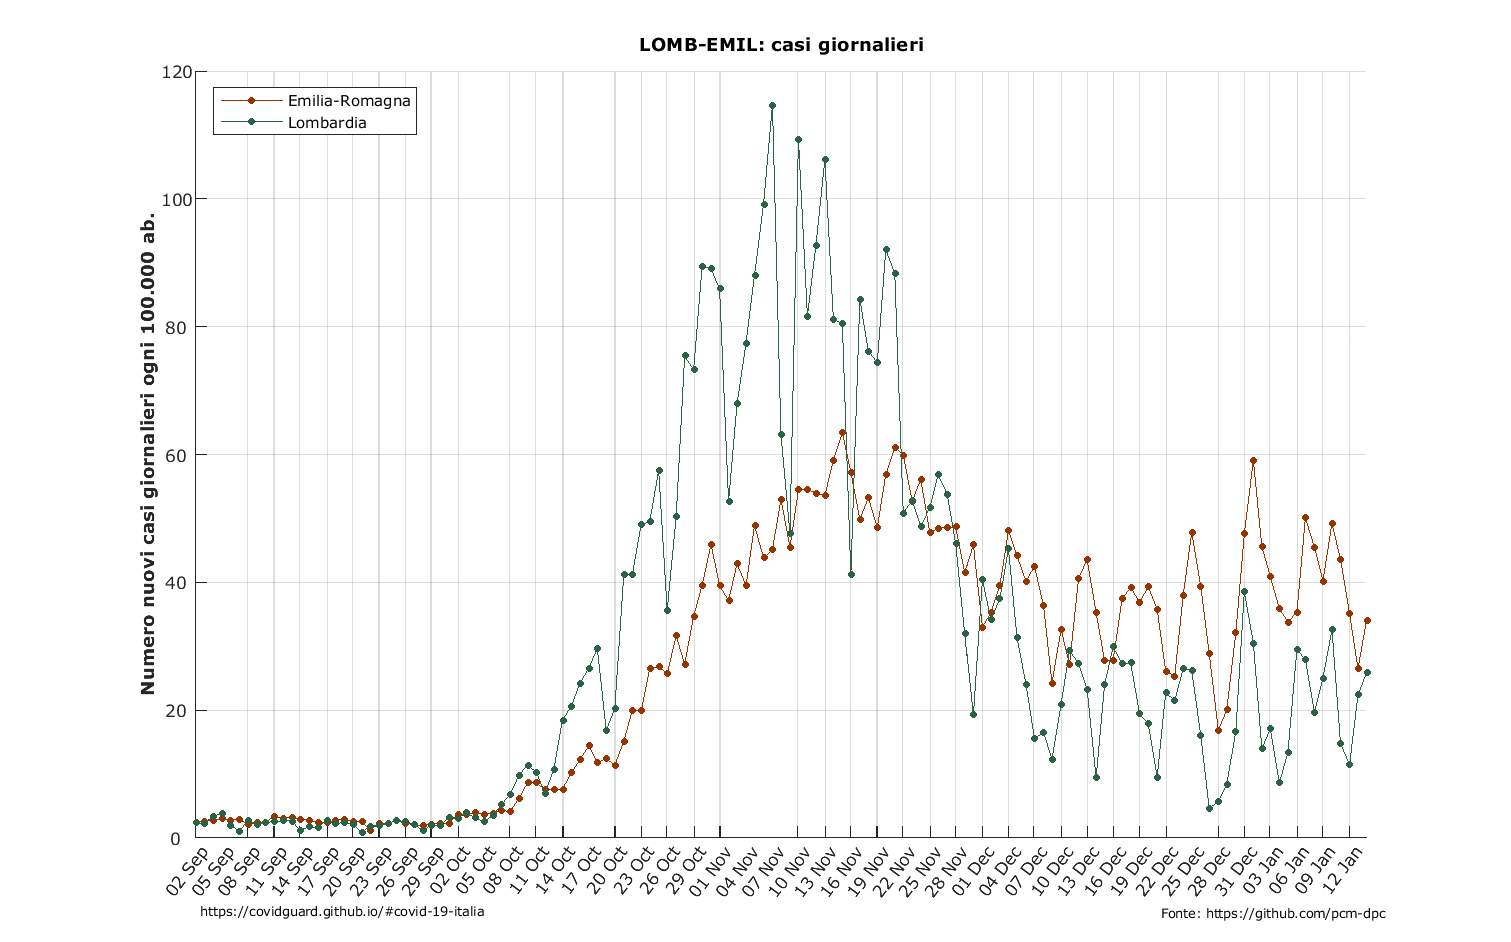 LOMB-EMIL: casi giornalieri
Numero nuovi casi giornalieri ogni 100.000 ab.
120
100
80
60
40
20
0
Emilia-Romagna
Lombardia
02 Sep
05 Sep
08 Sep
11 Sep
14 Sep
17 Sep
20 Sep
23 Sep
26 Sep
29 Sep
02 Oct
05 Oct
08 Oct
11 Oct
14 Oct
17 Oct
20 Oct
23 Oct
26 Oct
29 Oct
01 Nov
04 Nov
07 Nov
10 Nov
13 Nov
16 Nov
19 Nov
22 Nov
25 Nov
28 Nov
01 Dec
04 Dec
07 Dec
10 Dec
13 Dec
16 Dec
19 Dec
22 Dec
25 Dec
28 Dec
31 Dec
03 Jan
06 Jan
09 Jan
12 Jan
https://covidguard.github.io/#covid-19-italia
Fonte: https://github.com/pcm-dpc